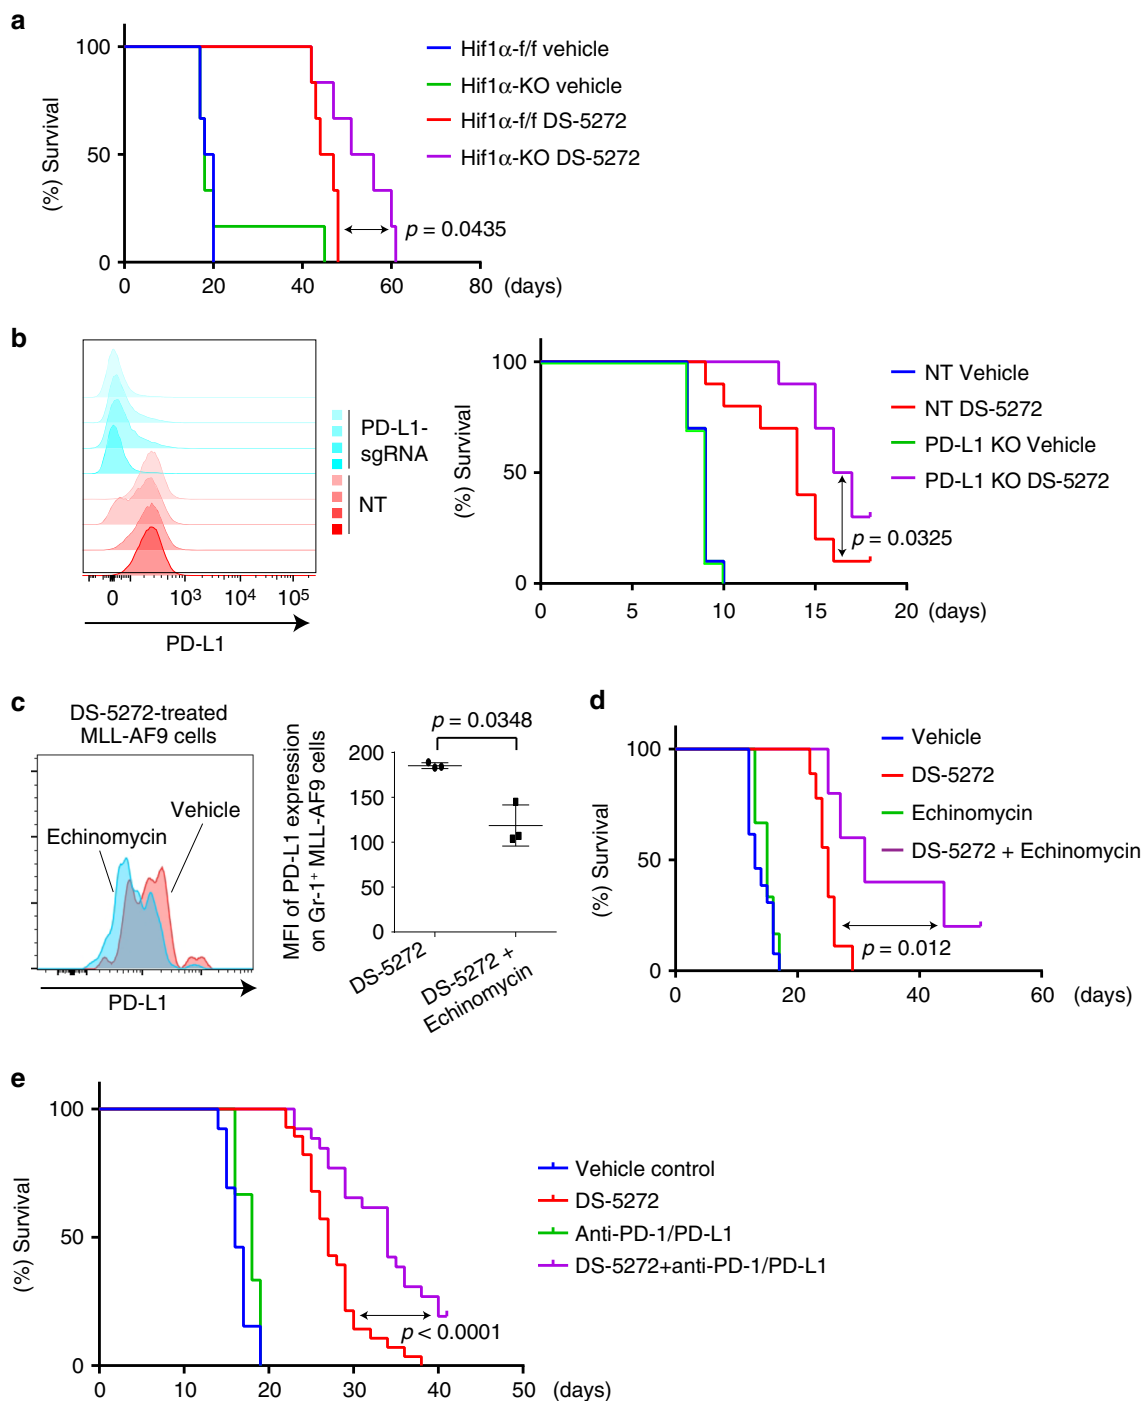 a
100
50
0
(%) Survival
0 20 40 60 80 (days)
Hif1α-f/f vehicle
Hif1α-KO vehicle
Hif1α-f/f DS-5272
Hif1α-KO DS-5272
p = 0.0435
b
PD-L1-
sgRNA
NT
0 10³ 10⁴ 10⁵
PD-L1
100
50
0
(%) Survival
0 5 10 15 20 (days)
NT Vehicle
NT DS-5272
PD-L1 KO Vehicle
PD-L1 KO DS-5272
p = 0.0325
c
DS-5272-treated
MLL-AF9 cells
Echinomycin
Vehicle
PD-L1
p = 0.0348
MFI of PD-L1 expression
on Gr-1⁺ MLL-AF9 cells
200
150
100
50
0
DS-5272
DS-5272 +
Echinomycin
d
100
50
0
(%) Survival
0 20 40 60 (days)
Vehicle
DS-5272
Echinomycin
DS-5272 + Echinomycin
p = 0.012
e
100
50
0
(%) Survival
0 10 20 30 40 50 (days)
Vehicle control
DS-5272
Anti-PD-1/PD-L1
DS-5272+anti-PD-1/PD-L1
p < 0.0001